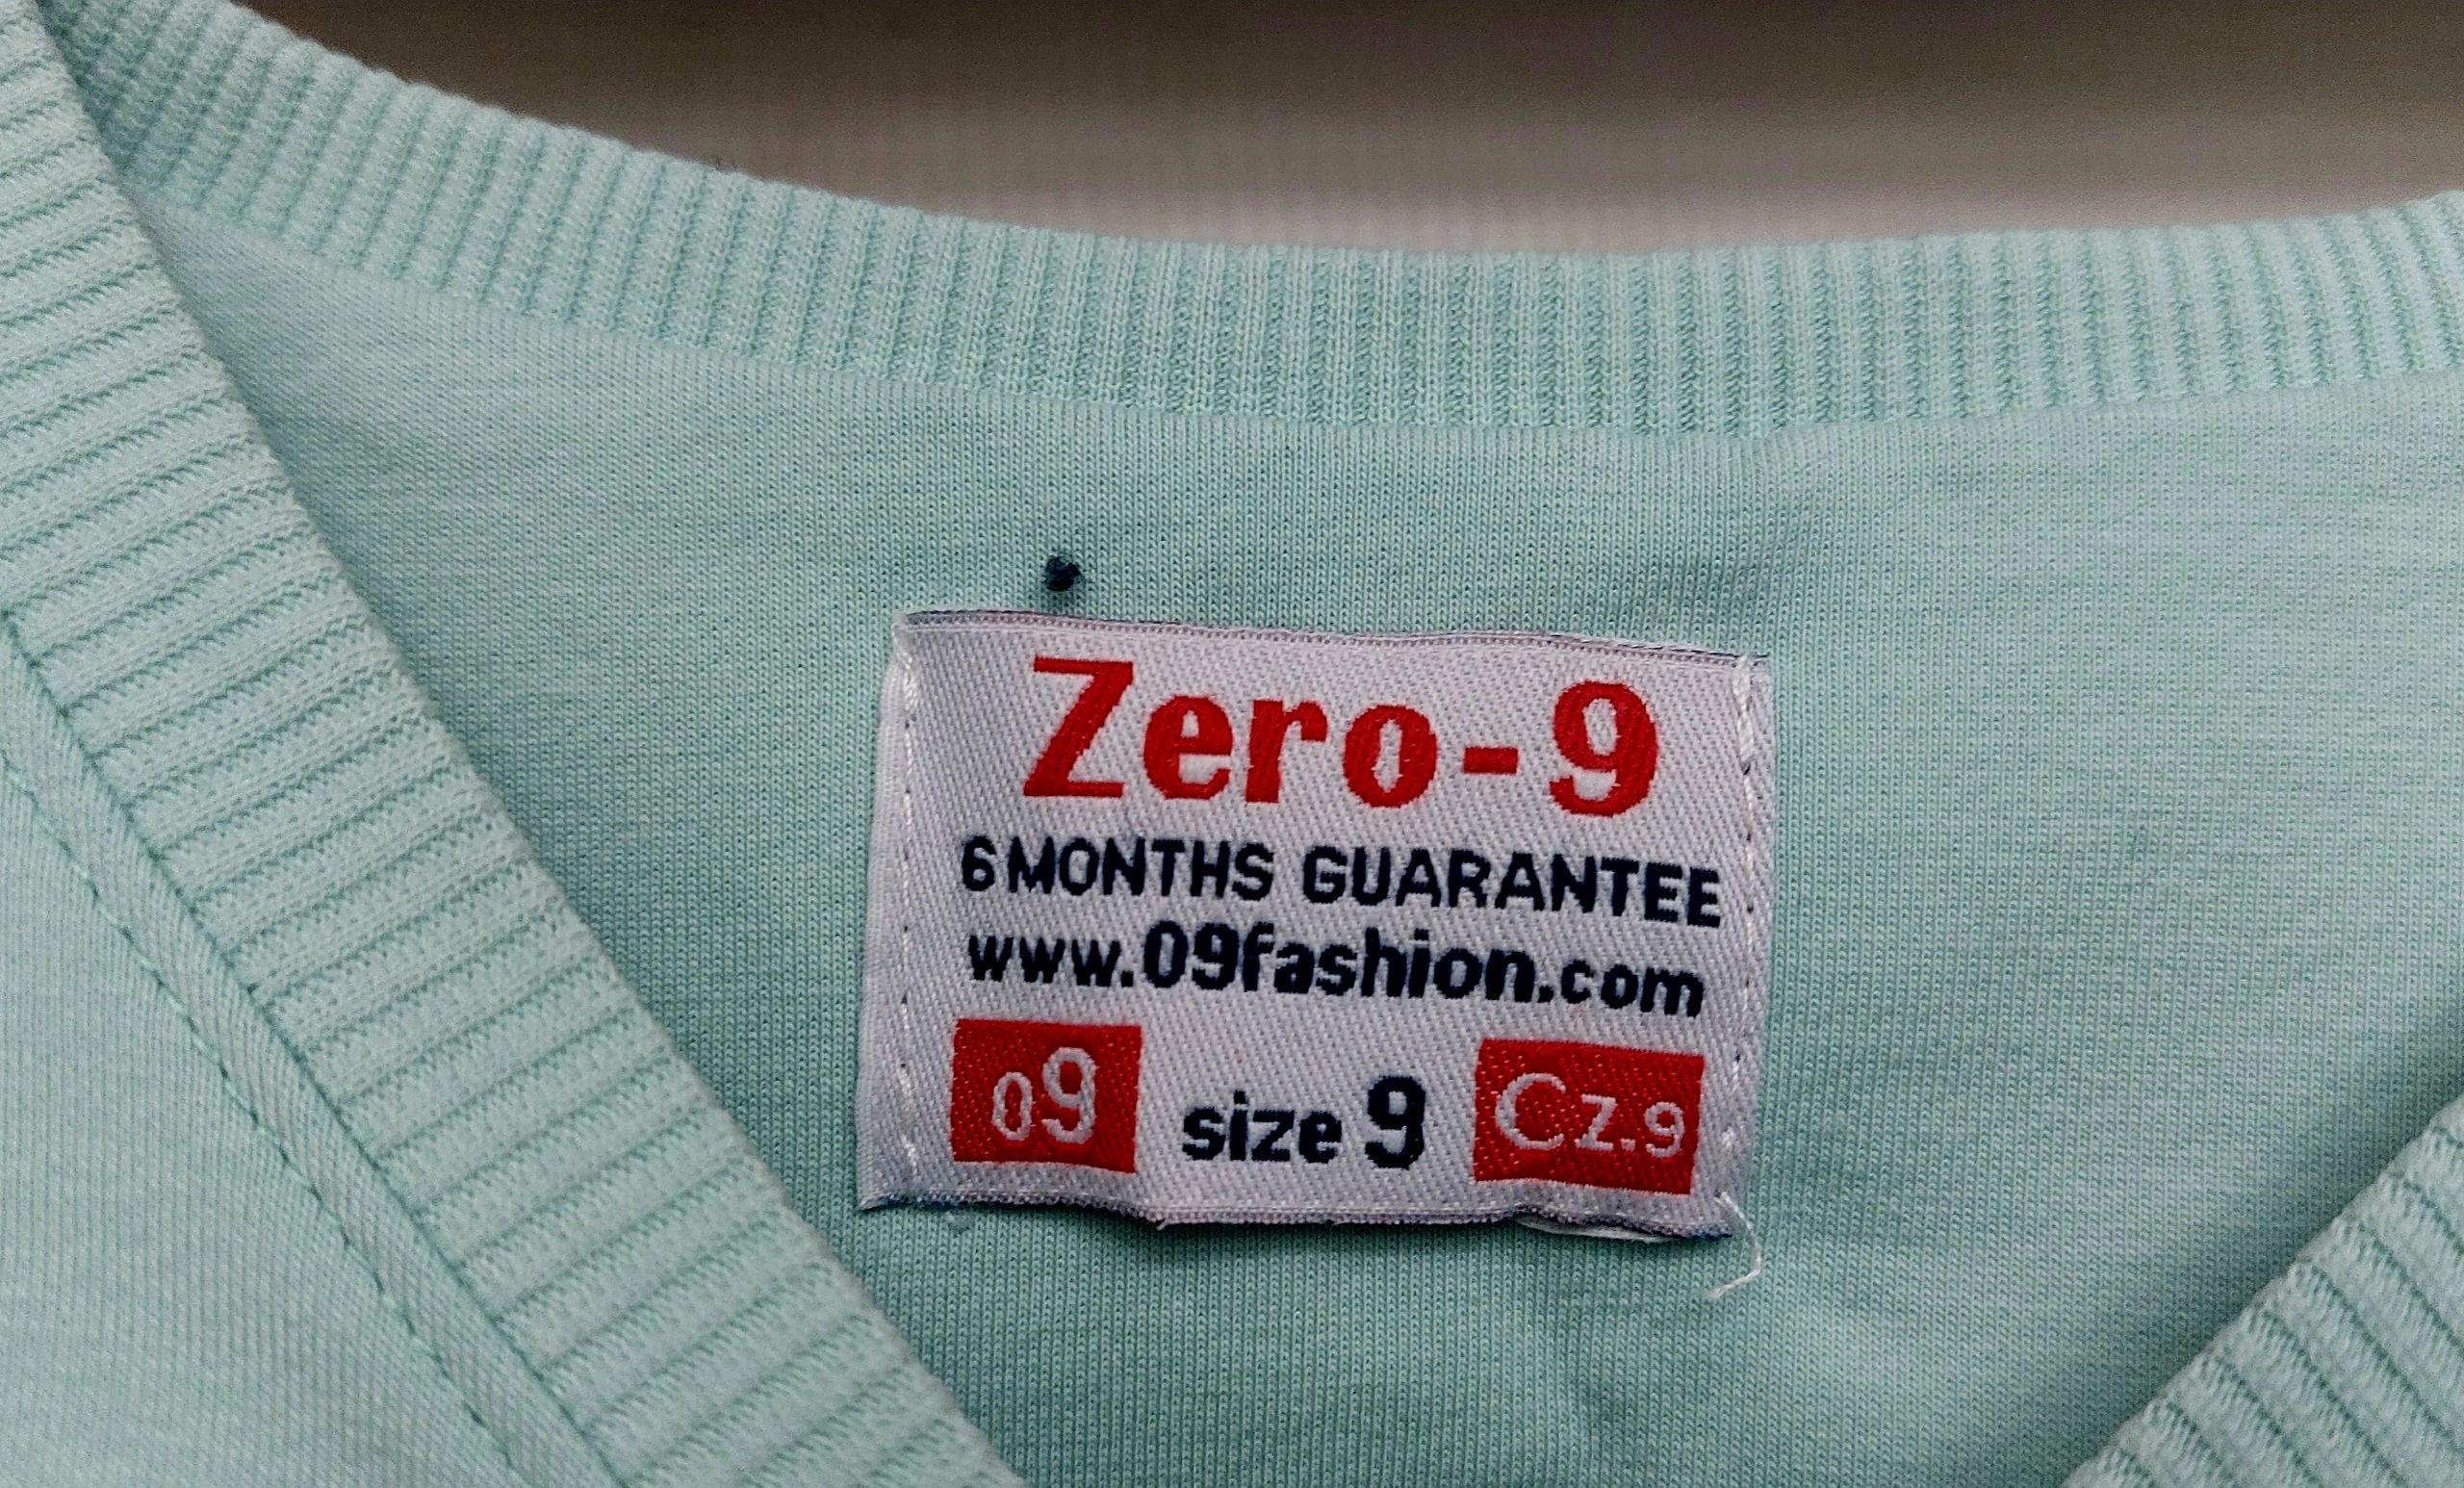 Zero-9
6 MONTHS GUARANTEE
www.09fashion.com
09 size 9 Cz.9